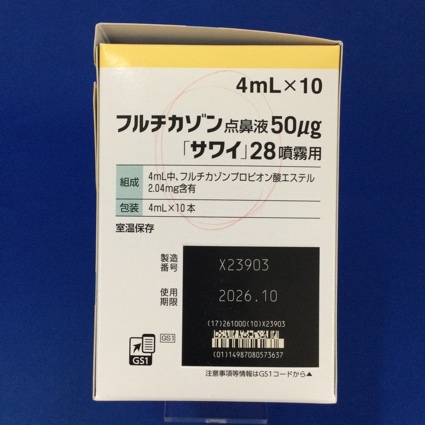 4mL×10
フルチカゾン点鼻液50μg
「サワイ」28噴霧用
組成 4mL中、フルチカゾンプロピオン酸エステル
2.04mg含有
包装 4mL×10本
室温保存
製造
番号 X23903
使用
期限 2026.10
(17)261000(10)X23903
(01)14987080573637
GS1 GS1
注意事項等情報はGS1コードから▲